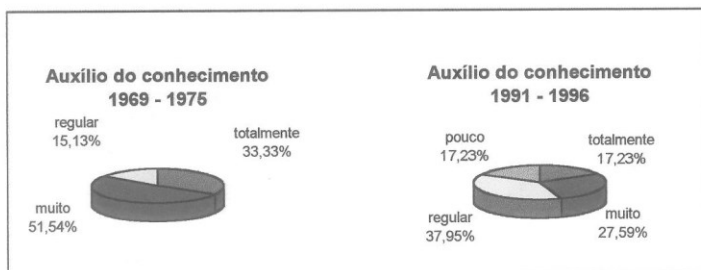 Auxílio do conhecimento
1969 - 1975
regular
15,13%
totalmente
33,33%
muito
51,54%
Auxílio do conhecimento
1991 - 1996
pouco
17,23%
totalmente
17,23%
regular
37,95%
muito
27,59%